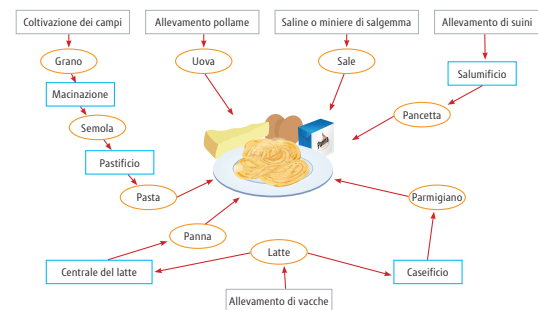 Coltivazione dei campi
Allevamento pollame
Saline o miniere di salgemma
Allevamento di suini
Grano
Uova
Sale
Salumificio
Macinazione
Pancetta
Semola
Pastificio
Pasta
Parmigiano
Panna
Latte
Centrale del latte
Caseificio
Allevamento di vacche